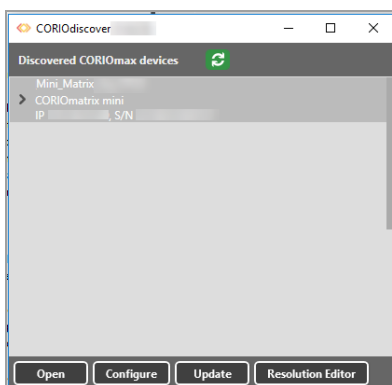 CORIOdiscover
Discovered CORIOmax devices
Mini_Matrix
CORIOmatrix mini
IP , S/N
Open Configure Update Resolution Editor